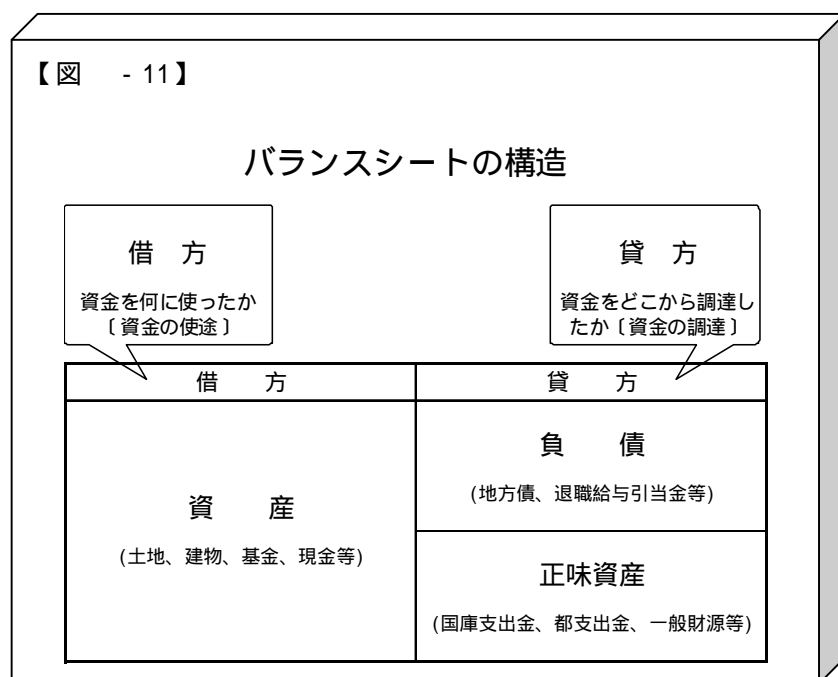 【図　- 11】
バランスシートの構造
借　方
資金を何に使ったか
〔資金の使途〕
貸　方
資金をどこから調達し
たか〔資金の調達〕
借　　方
貸　　方
資　　産
(土地、建物、基金、現金等)
負　　債
(地方債、退職給与引当金等)
正味資産
(国庫支出金、都支出金、一般財源等)